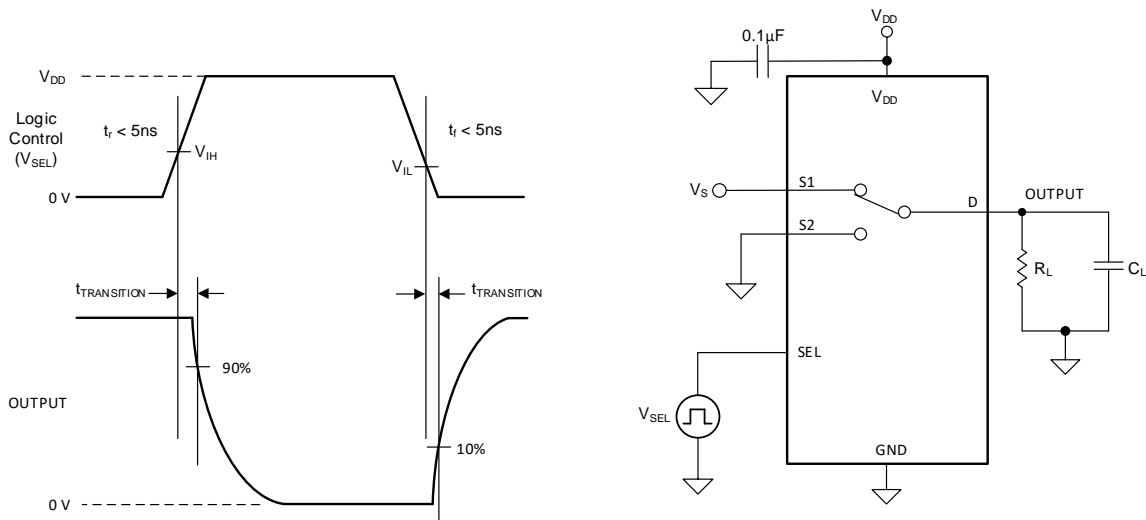 V_DD
Logic
Control
(V_SEL)
0 V
t_r < 5ns
V_IH
t_f < 5ns
V_IL
t_TRANSITION
t_TRANSITION
90%
OUTPUT
10%
0 V
V_DD
0.1µF
V_DD
V_S
S1
S2
D
OUTPUT
R_L
C_L
SEL
V_SEL
GND